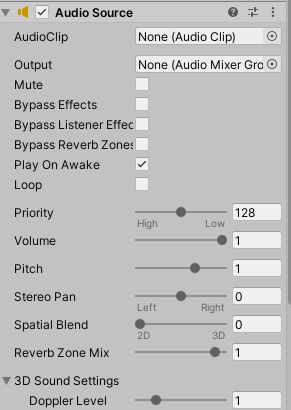 Audio Source
AudioClip None (Audio Clip)
Output None (Audio Mixer Gro
Mute
Bypass Effects
Bypass Listener Effec
Bypass Reverb Zones
Play On Awake
Loop
Priority 128
High Low
Volume 1
Pitch 1
Stereo Pan 0
Left Right
Spatial Blend 0
2D 3D
Reverb Zone Mix 1
3D Sound Settings
Doppler Level 1